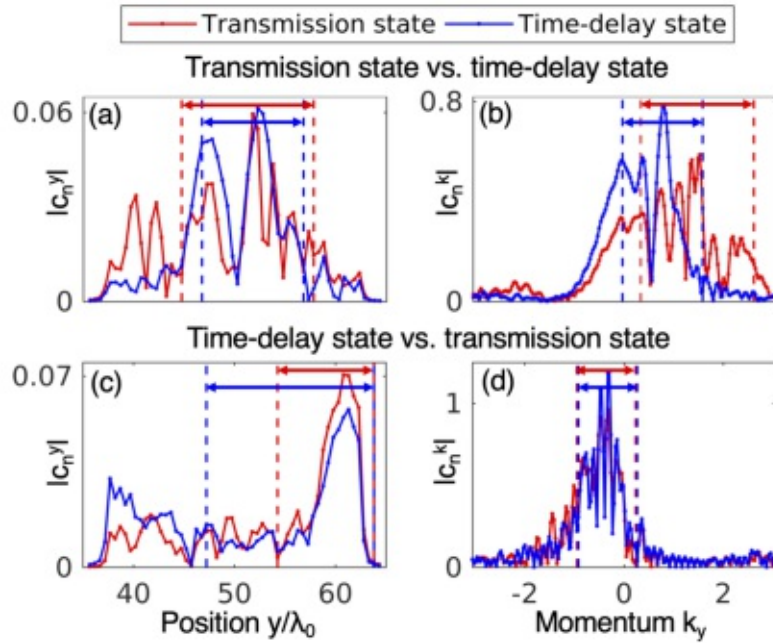 Transmission state Time-delay state
Transmission state vs. time-delay state
0.06 (a) 0.8 (b)
|c_n^y| |c_n^k|
0 0
Time-delay state vs. transmission state
0.07 (c) (d)
1
|c_n^y| |c_n^k|
0 0
40 50 60 -2 0 2
Position y/λ₀ Momentum k_y